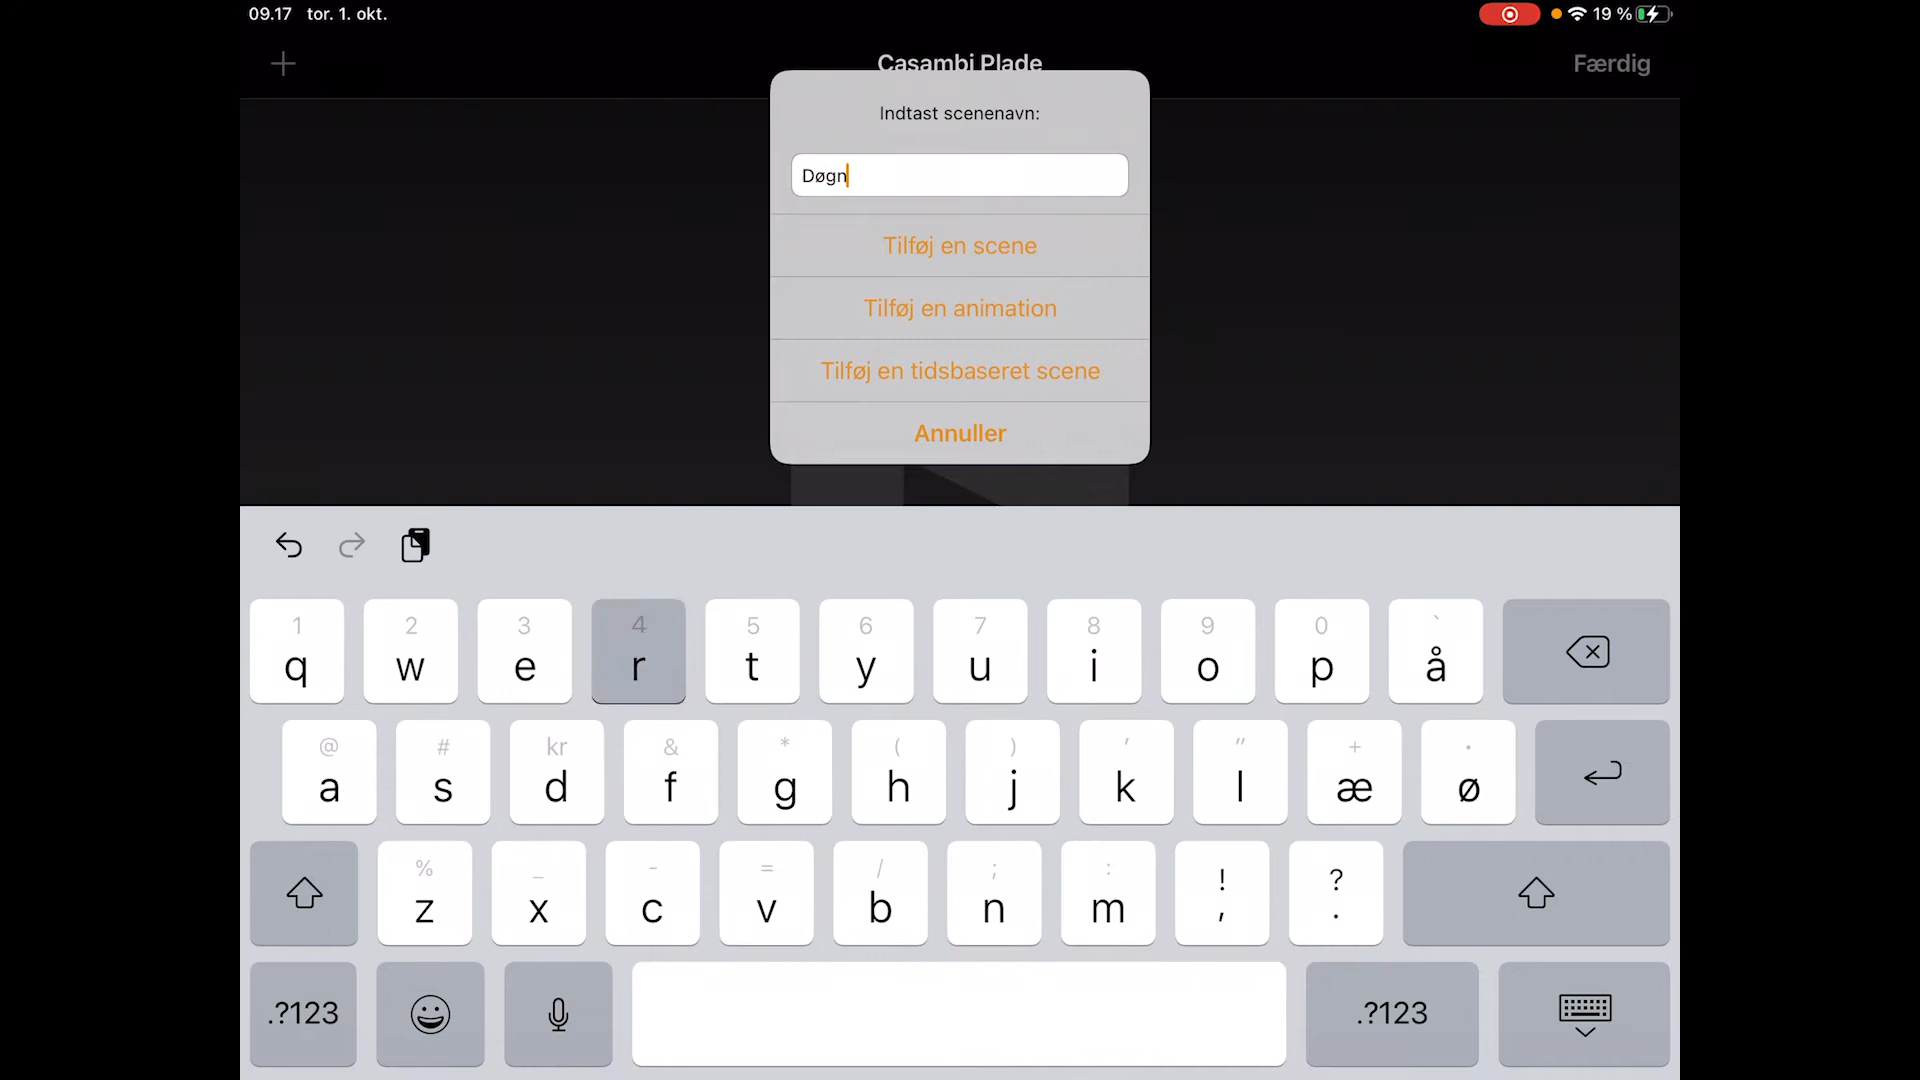 09.17 tor. 1. okt. 19 %
Casambi Plade
Færdig
Indtast scenenavn:
Døgn
Tilføj en scene
Tilføj en animation
Tilføj en tidsbaseret scene
Annuller
1 2 3 4 5 6 7 8 9 0 `
q w e r t y u i o p å
@ # kr & * ( ) ' " + ·
a s d f g h j k l æ ø
% _ - = / ; : ! ?
z x c v b n m , .
.?123 .?123